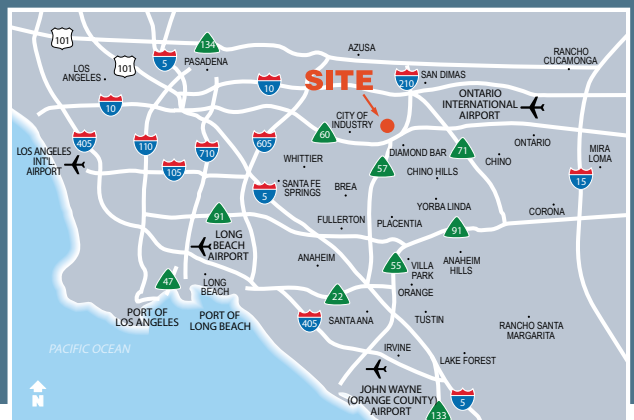 101
134
AZUSA
RANCHO
CUCAMONGA
5
PASADENA
LOS
ANGELES
101
SITE
210
SAN DIMAS
10
10
ONTARIO
INTERNATIONAL
AIRPORT
CITY OF
INDUSTRY
60
405
110
710
605
71
ONTARIO
LOS ANGELES
INT'L
AIRPORT
DIAMOND BAR
MIRA
LOMA
105
WHITTIER
57
CHINO HILLS
CHINO
15
5
SANTA FE
SPRINGS
BREA
YORBA LINDA
CORONA
91
FULLERTON
PLACENTIA
91
LONG
BEACH
AIRPORT
ANAHEIM
55
VILLA
PARK
ANAHEIM
HILLS
47
LONG
BEACH
22
ORANGE
PORT OF
LOS ANGELES
PORT OF
LONG BEACH
405
SANTA ANA
TUSTIN
RANCHO SANTA
MARGARITA
PACIFIC OCEAN
IRVINE
LAKE FOREST
N
JOHN WAYNE
(ORANGE COUNTY)
AIRPORT
5
133